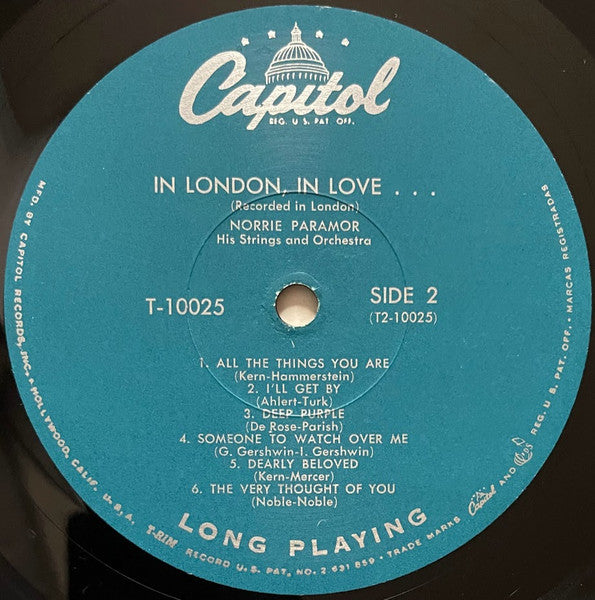 Capitol
REG. U. S. PAT. OFF.
IN LONDON, IN LOVE . . .
(Recorded in London)
NORRIE PARAMOR
His Strings and Orchestra
T-10025
SIDE 2
(T2-10025)
1. ALL THE THINGS YOU ARE
(Kern-Hammerstein)
2. I'LL GET BY
(Ahlert-Turk)
3. DEEP PURPLE
(De Rose-Parish)
4. SOMEONE TO WATCH OVER ME
(G. Gershwin-I. Gershwin)
5. DEARLY BELOVED
(Kern-Mercer)
6. THE VERY THOUGHT OF YOU
(Noble-Noble)
LONG PLAYING
MFD. BY CAPITOL RECORDS, INC. • HOLLYWOOD, CALIF. U. S. A. T-RIM RECORD U. S. PAT. NO. 2 631 859 • TRADE MARKS Capitol AND REG. U. S. PAT. OFF. • MARCAS REGISTRADAS